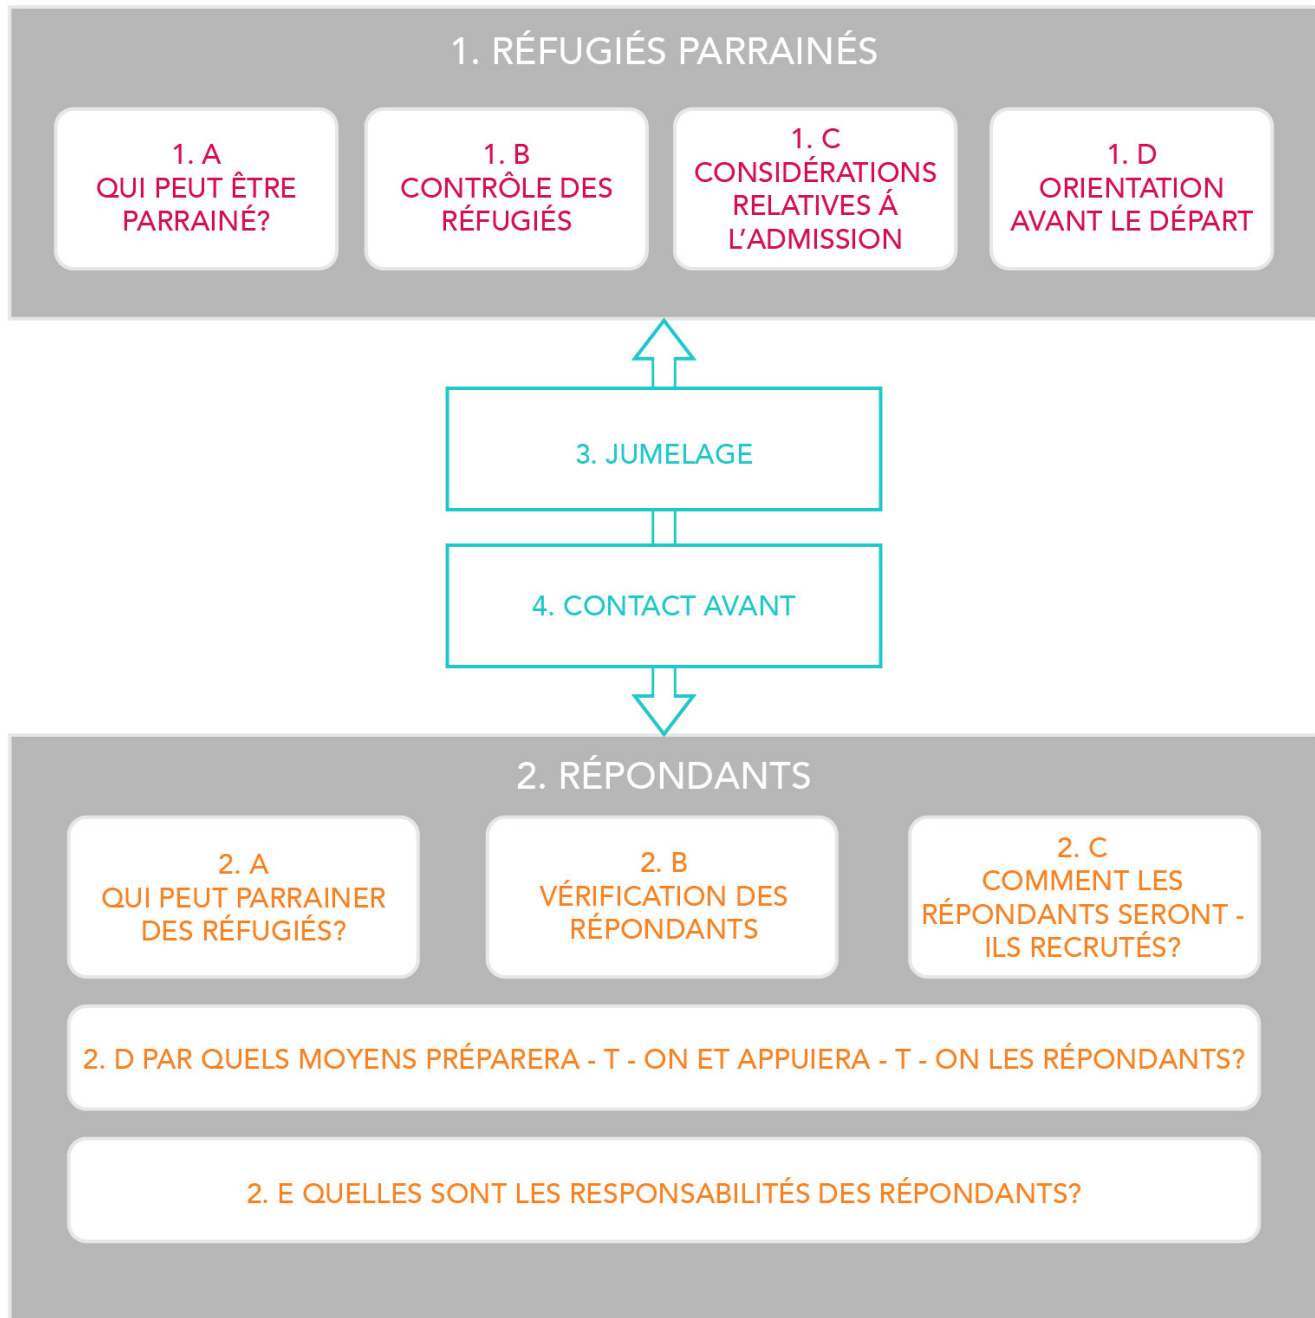 1. RÉFUGIÉS PARRAINÉS
1. A
QUI PEUT ÊTRE
PARRAINÉ?
1. B
CONTRÔLE DES
RÉFUGIÉS
1. C
CONSIDÉRATIONS
RELATIVES Á
L’ADMISSION
1. D
ORIENTATION
AVANT LE DÉPART
3. JUMELAGE
4. CONTACT AVANT
2. RÉPONDANTS
2. A
QUI PEUT PARRAINER
DES RÉFUGIÉS?
2. B
VÉRIFICATION DES
RÉPONDANTS
2. C
COMMENT LES
RÉPONDANTS SERONT -
ILS RECRUTÉS?
2. D PAR QUELS MOYENS PRÉPARERA - T - ON ET APPUIERA - T - ON LES RÉPONDANTS?
2. E QUELLES SONT LES RESPONSABILITÉS DES RÉPONDANTS?